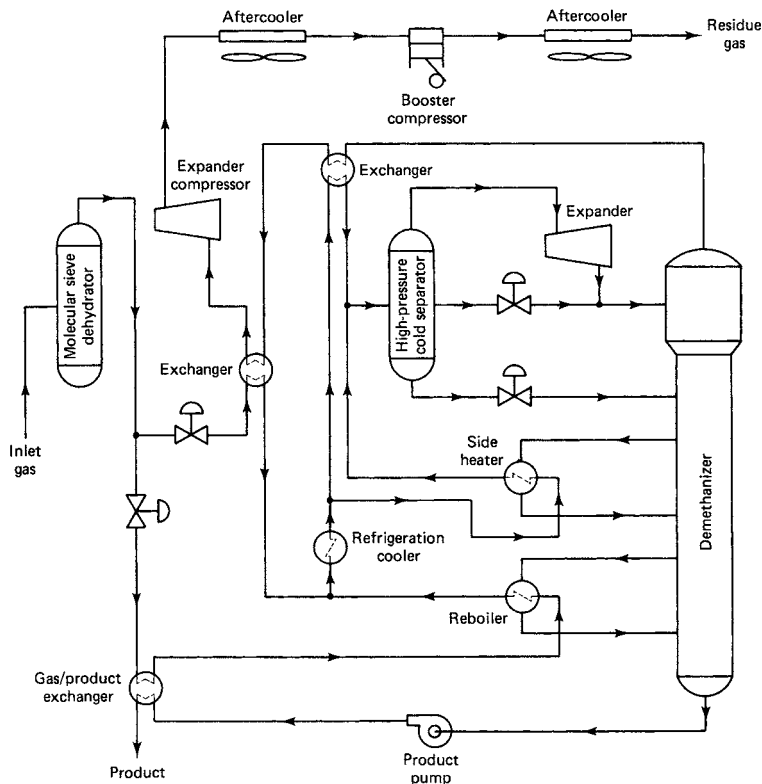 Aftercooler
Aftercooler
Residue
gas
Booster
compressor
Expander
compressor
Exchanger
Expander
Molecular sieve
dehydrator
High-pressure
cold separator
Exchanger
Inlet
gas
Side
heater
Refrigeration
cooler
Demethanizer
Reboiler
Gas/product
exchanger
Product
Product
pump